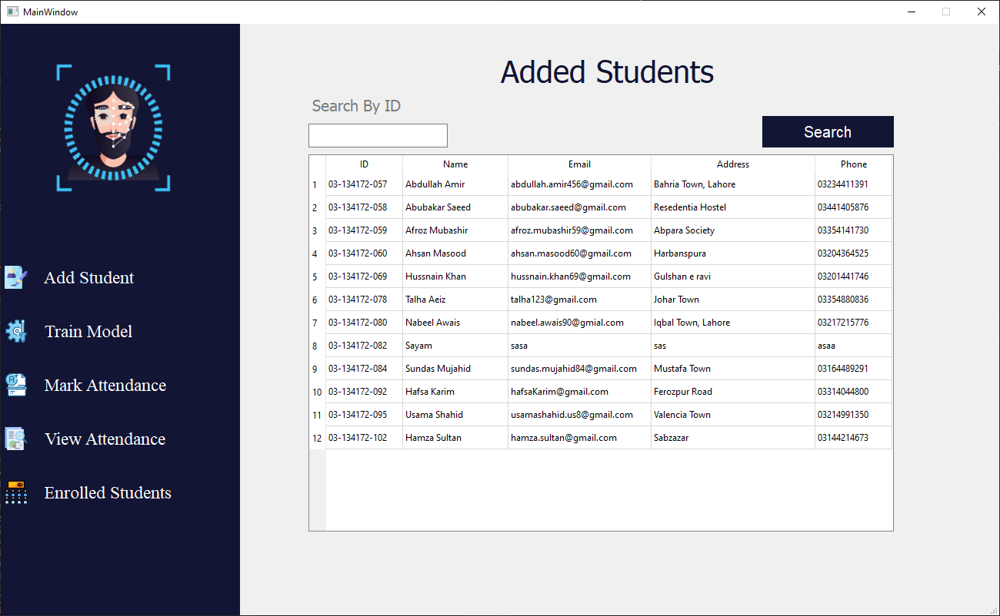 MainWindow
Added Students
Search By ID
Search
ID Name Email Address Phone
1 03-134172-057 Abdullah Amir abdullah.amir456@gmail.com Bahria Town, Lahore 03234411391
2 03-134172-058 Abubakar Saeed abubakar.saeed@gmail.com Resedentia Hostel 03441405876
3 03-134172-059 Afroz Mubashir afroz.mubashir59@gmail.com Abpara Society 03354141730
4 03-134172-060 Ahsan Masood ahsan.masood60@gmail.com Harbanspura 03204364525
5 03-134172-069 Hussnain Khan hussnain.khan69@gmail.com Gulshan e ravi 03201441746
6 03-134172-078 Talha Aeiz talha123@gmail.com Johar Town 03354880836
7 03-134172-080 Nabeel Awais nabeel.awais90@gmial.com Iqbal Town, Lahore 03217215776
8 03-134172-082 Sayam sasa sas asaa
9 03-134172-084 Sundas Mujahid sundas.mujahid84@gmail.com Mustafa Town 03164489291
10 03-134172-092 Hafsa Karim hafsaKarim@gmail.com Ferozpur Road 03314044800
11 03-134172-095 Usama Shahid usamashahid.us8@gmail.com Valencia Town 03214991350
12 03-134172-102 Hamza Sultan hamza.sultan@gmail.com Sabzazar 03144214673
Add Student
Train Model
Mark Attendance
View Attendance
Enrolled Students